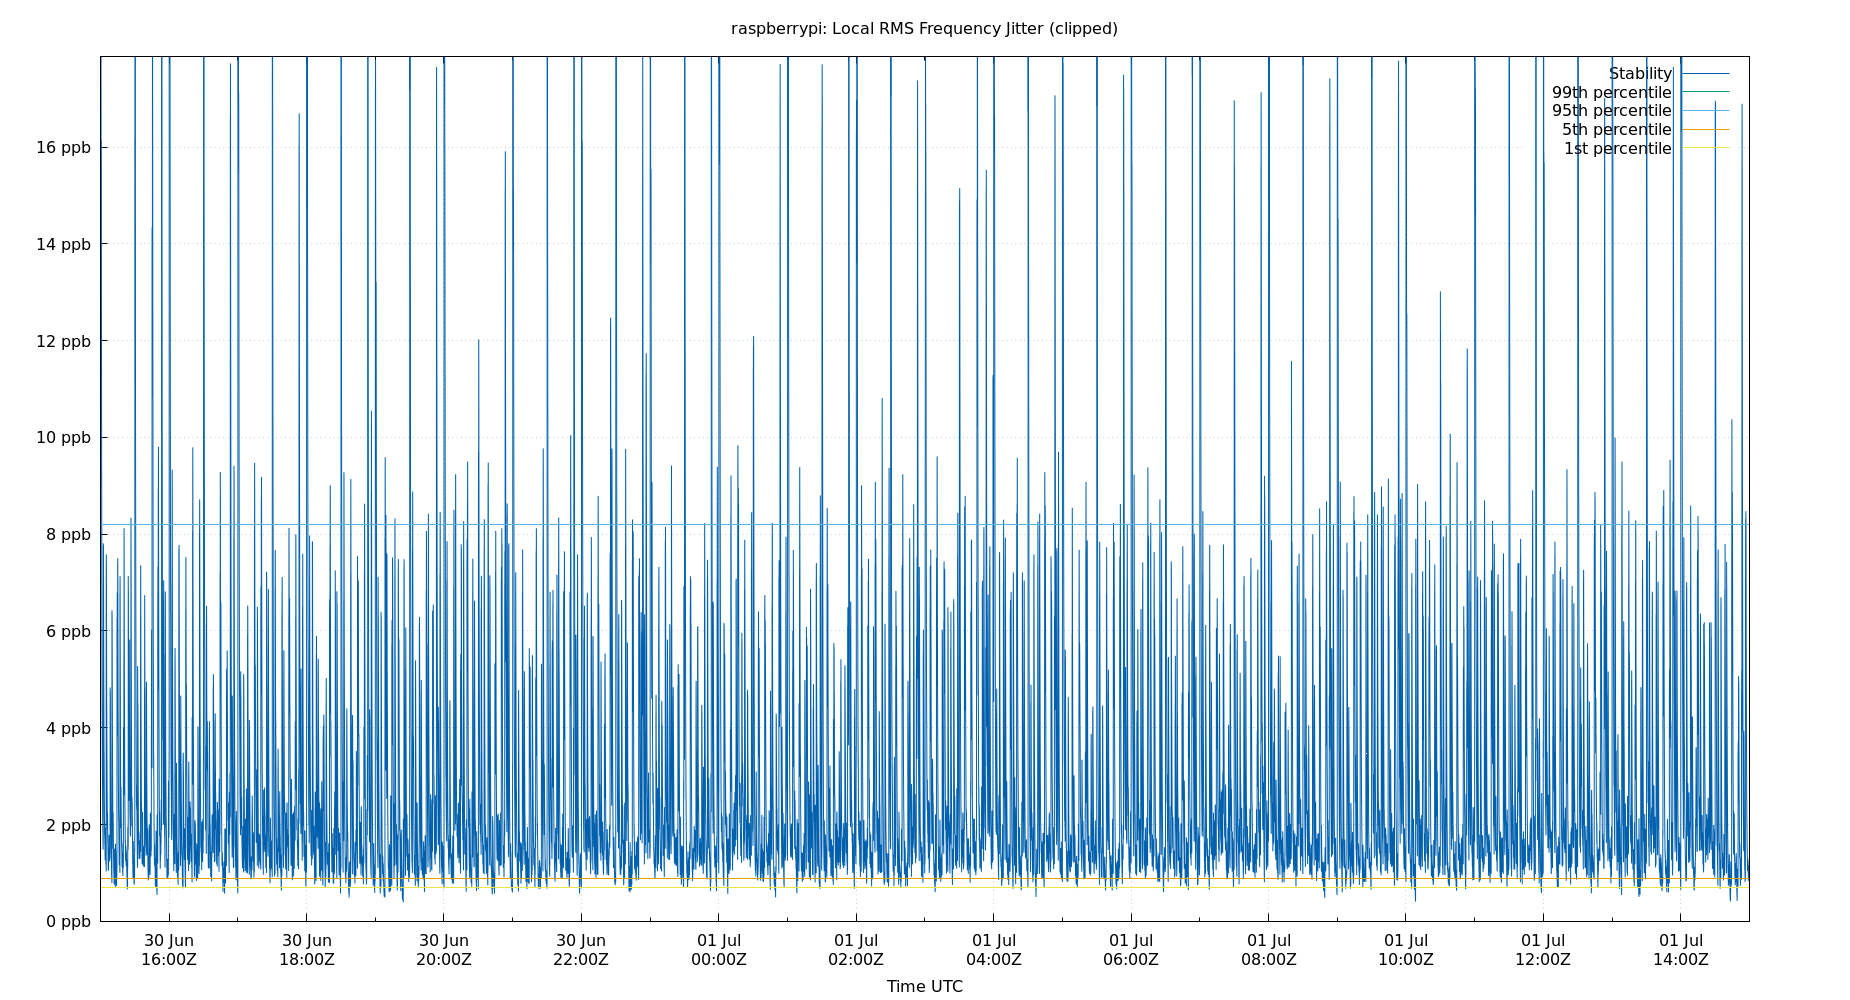 raspberrypi: Local RMS Frequency Jitter (clipped)
Stability
99th percentile
95th percentile
5th percentile
1st percentile
16 ppb
14 ppb
12 ppb
10 ppb
8 ppb
6 ppb
4 ppb
2 ppb
0 ppb
30 Jun 30 Jun 30 Jun 30 Jun 01 Jul 01 Jul 01 Jul 01 Jul 01 Jul 01 Jul 01 Jul 01 Jul
16:00Z 18:00Z 20:00Z 22:00Z 00:00Z 02:00Z 04:00Z 06:00Z 08:00Z 10:00Z 12:00Z 14:00Z
Time UTC